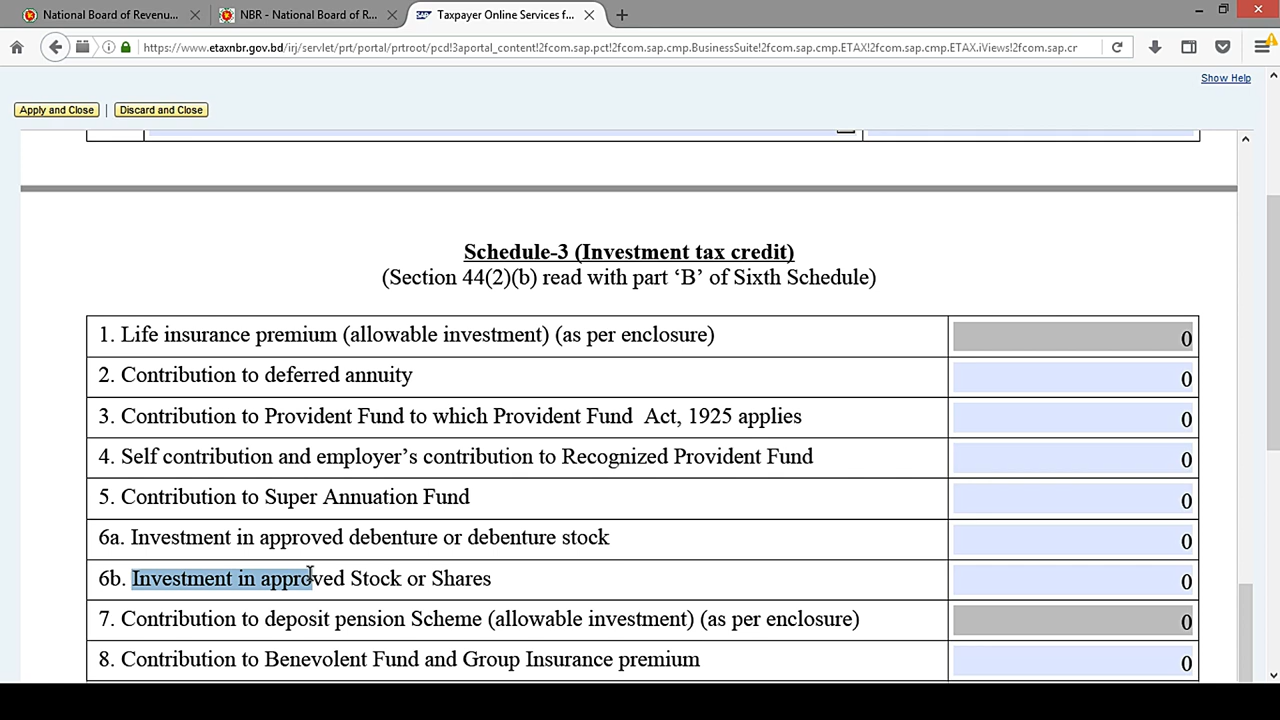 National Board of Revenu...
NBR - National Board of R...
Taxpayer Online Services f...
https://www.etaxnbr.gov.bd/irj/servlet/prt/portal/prtroot/pcd!3aportal_content!2fcom.sap.pct!2fcom.sap.cmp.BusinessSuite!2fcom.sap.cmp.ETAX!2fcom.sap.cmp.ETAX.iViews!2fcom.sap.cr
Show Help
Apply and Close | Discard and Close
Schedule-3 (Investment tax credit)
(Section 44(2)(b) read with part ‘B’ of Sixth Schedule)
1. Life insurance premium (allowable investment) (as per enclosure) 0
2. Contribution to deferred annuity 0
3. Contribution to Provident Fund to which Provident Fund Act, 1925 applies 0
4. Self contribution and employer’s contribution to Recognized Provident Fund 0
5. Contribution to Super Annuation Fund 0
6a. Investment in approved debenture or debenture stock 0
6b. Investment in approved Stock or Shares 0
7. Contribution to deposit pension Scheme (allowable investment) (as per enclosure) 0
8. Contribution to Benevolent Fund and Group Insurance premium 0